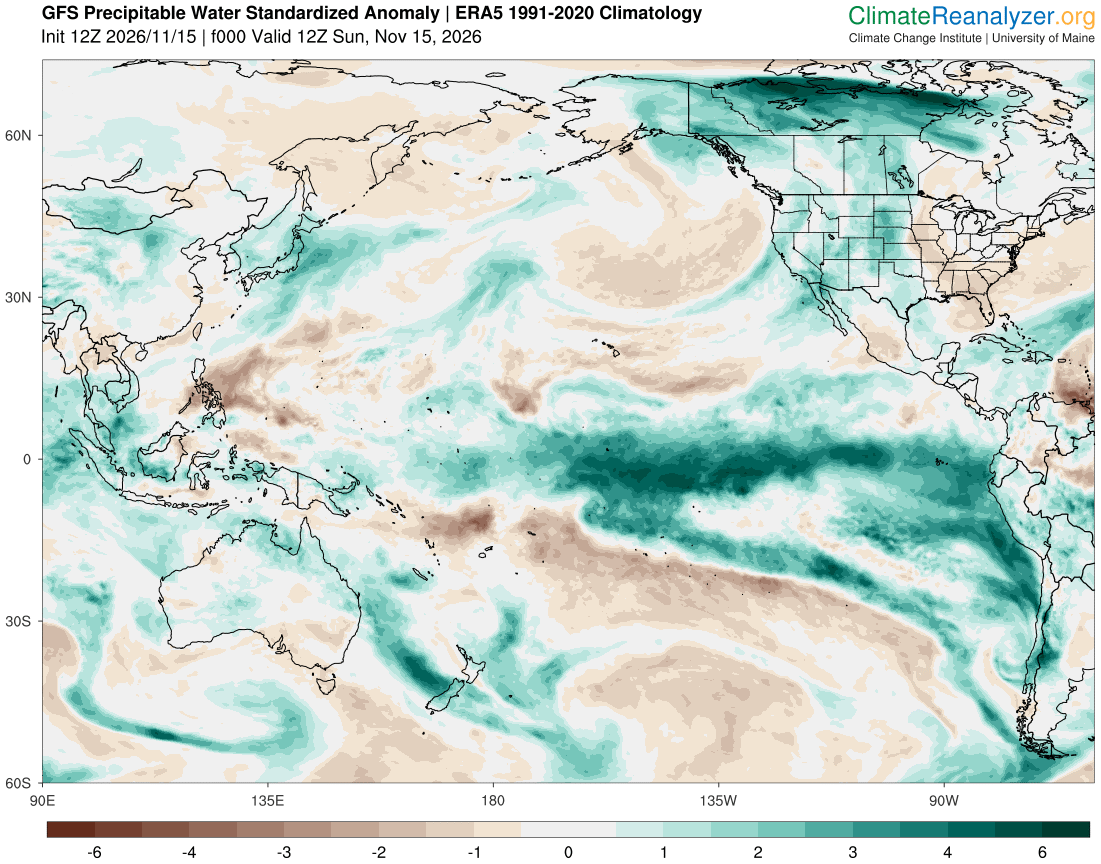 GFS Precipitable Water Standardized Anomaly | ERA5 1991-2020 Climatology
Init 12Z 2026/11/15 | f000 Valid 12Z Sun, Nov 15, 2026
ClimateReanalyzer.org
Climate Change Institute | University of Maine
60N
30N
0
30S
60S
90E 135E 180 135W 90W
-6 -4 -3 -2 -1 0 1 2 3 4 6